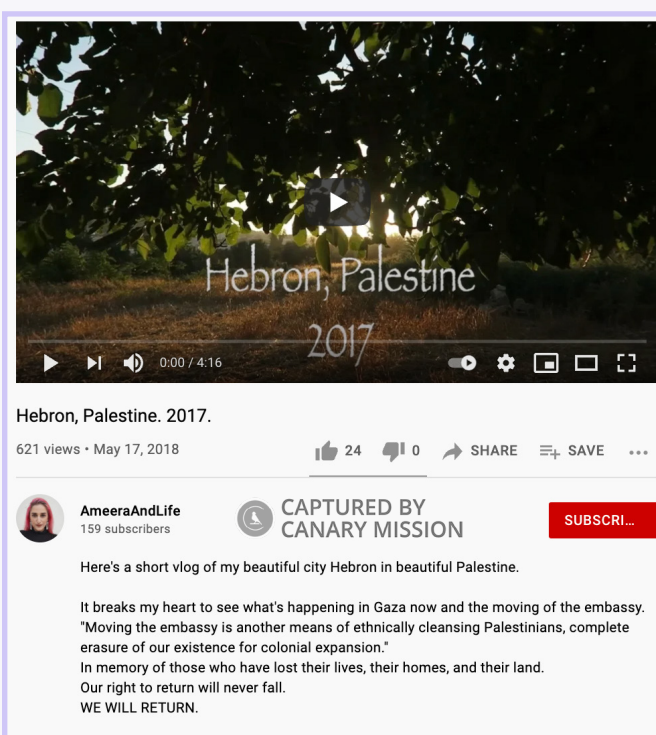 Hebron, Palestine
2017
0:00 / 4:16
Hebron, Palestine. 2017.
621 views • May 17, 2018
24
0
SHARE
SAVE
AmeeraAndLife
159 subscribers
CAPTURED BY
CANARY MISSION
SUBSCRI...
Here's a short vlog of my beautiful city Hebron in beautiful Palestine.
It breaks my heart to see what's happening in Gaza now and the moving of the embassy.
"Moving the embassy is another means of ethnically cleansing Palestinians, complete
erasure of our existence for colonial expansion."
In memory of those who have lost their lives, their homes, and their land.
Our right to return will never fall.
WE WILL RETURN.